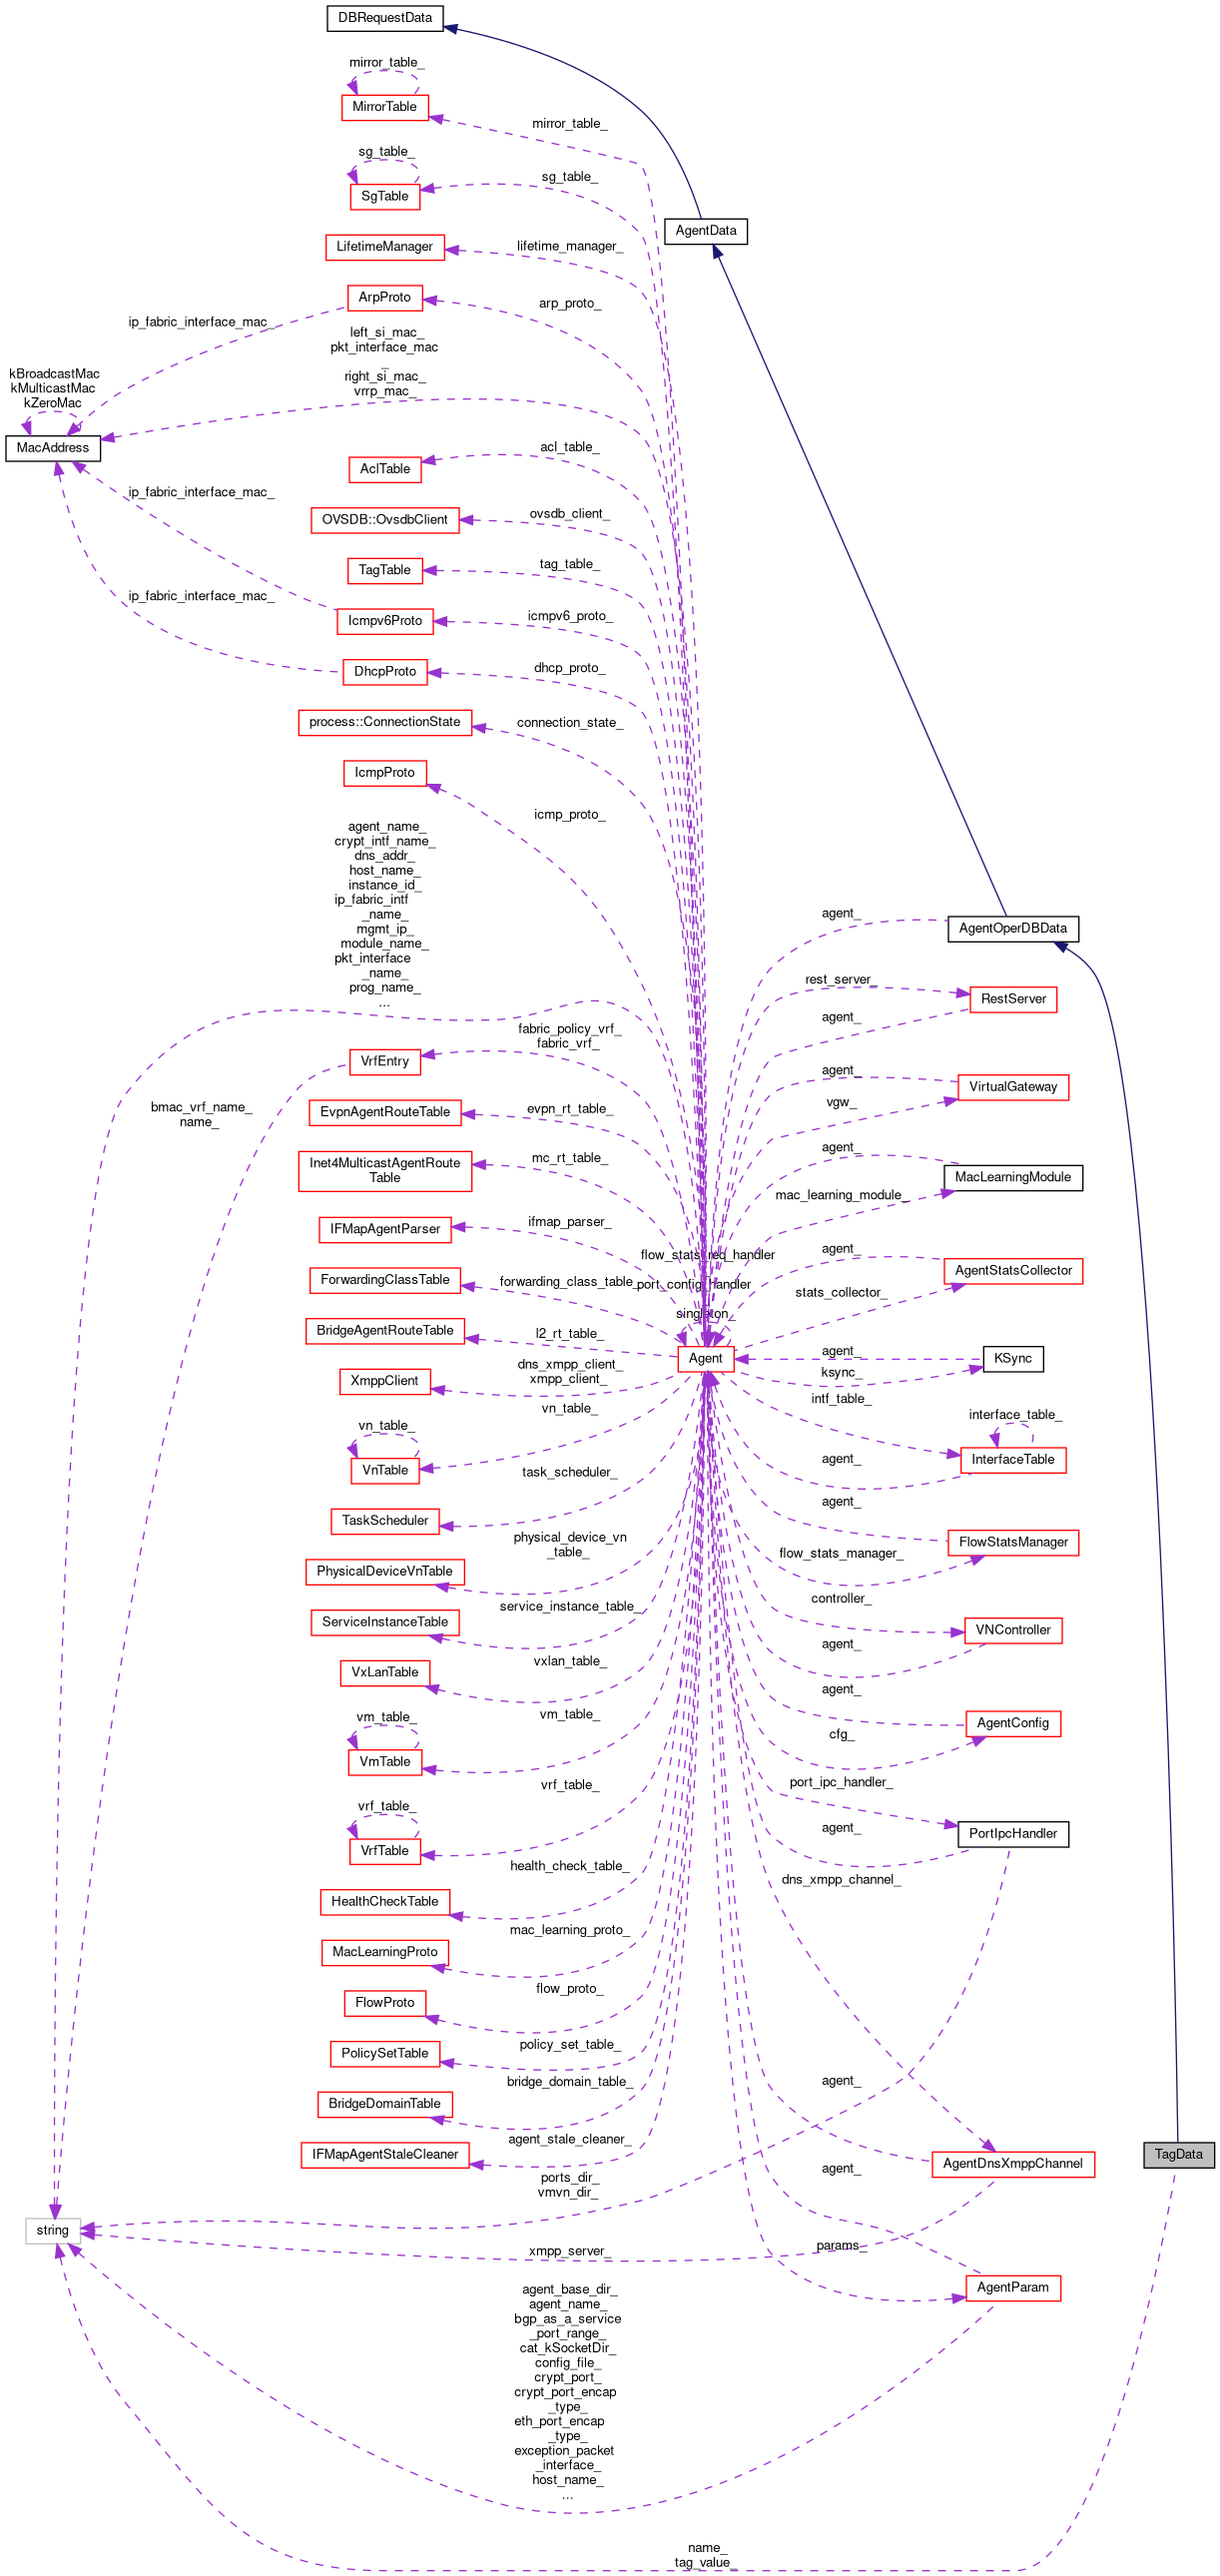 DBRequestData
mirror_table_
MirrorTable
mirror_table_
sg_table_
sg_table_
SgTable
AgentData
lifetime_manager_
LifetimeManager
ArpProto
arp_proto_
ip_fabric_interface_mac_
left_si_mac_
pkt_interface_mac
_
right_si_mac_
vrrp_mac_
kBroadcastMac
kMulticastMac
kZeroMac
MacAddress
acl_table_
AclTable
ip_fabric_interface_mac_
ovsdb_client_
OVSDB::OvsdbClient
tag_table_
TagTable
ip_fabric_interface_mac_
icmpv6_proto_
Icmpv6Proto
dhcp_proto_
DhcpProto
connection_state_
process::ConnectionState
IcmpProto
icmp_proto_
agent_name_
crypt_intf_name_
dns_addr_
host_name_
instance_id_
ip_fabric_intf
_name_
mgmt_ip_
module_name_
pkt_interface
_name_
prog_name_
...
agent_
AgentOperDBData
rest_server_
RestServer
agent_
fabric_policy_vrf_
fabric_vrf_
VrfEntry
agent_
VirtualGateway
vgw_
bmac_vrf_name_
name_
evpn_rt_table_
EvpnAgentRouteTable
agent_
mc_rt_table_
Inet4MulticastAgentRoute
Table
MacLearningModule
mac_learning_module_
ifmap_parser_
IFMapAgentParser
flow_stats_req_handler
_port_config_handler
singleton_
agent_
AgentStatsCollector
stats_collector_
forwarding_class_table_
ForwardingClassTable
l2_rt_table_
BridgeAgentRouteTable
Agent
agent_
KSync
ksync_
dns_xmpp_client_
xmpp_client_
XmppClient
intf_table_
interface_table_
InterfaceTable
agent_
vn_table_
vn_table_
VnTable
task_scheduler_
TaskScheduler
agent_
FlowStatsManager
flow_stats_manager_
physical_device_vn
_table_
PhysicalDeviceVnTable
service_instance_table_
ServiceInstanceTable
controller_
VNController
agent_
vxlan_table_
VxLanTable
agent_
AgentConfig
cfg_
vm_table_
vm_table_
VmTable
port_ipc_handler_
PortIpcHandler
agent_
vrf_table_
vrf_table_
VrfTable
health_check_table_
HealthCheckTable
dns_xmpp_channel_
mac_learning_proto_
MacLearningProto
flow_proto_
FlowProto
policy_set_table_
PolicySetTable
bridge_domain_table_
BridgeDomainTable
agent_
agent_stale_cleaner_
IFMapAgentStaleCleaner
AgentDnsXmppChannel
TagData
agent_
ports_dir_
vmvn_dir_
string
xmpp_server_
params_
AgentParam
agent_base_dir_
agent_name_
bgp_as_a_service
_port_range_
cat_kSocketDir_
config_file_
crypt_port_
crypt_port_encap
_type_
eth_port_encap
_type_
exception_packet
_interface_
host_name_
...
name_
tag_value_